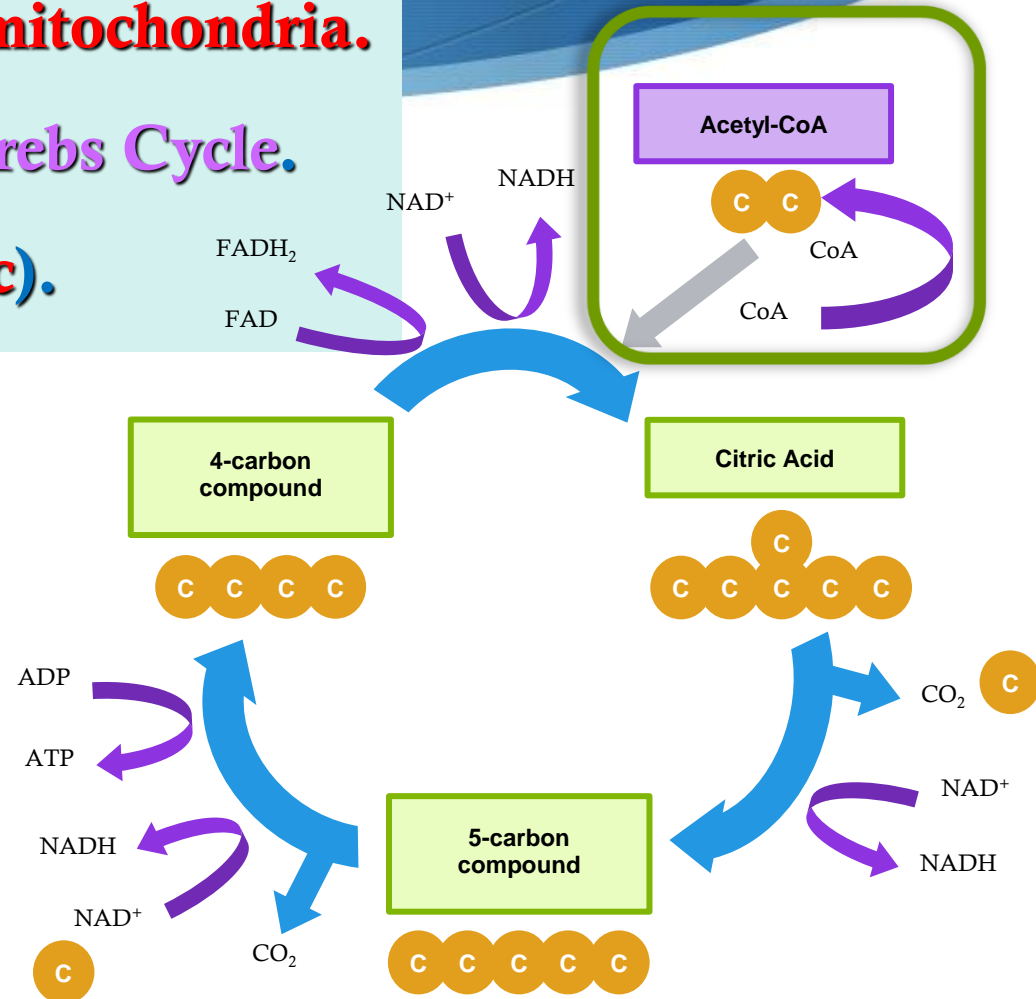 mitochondria.
rebs Cycle.
c).
Acetyl-CoA
C C
CoA
CoA
NAD⁺
NADH
FADH₂
FAD
4-carbon
compound
C C C C
Citric Acid
C
C C C C C
CO₂ C
NAD⁺
NADH
5-carbon
compound
C C C C C
ADP
ATP
NADH
NAD⁺
CO₂
C